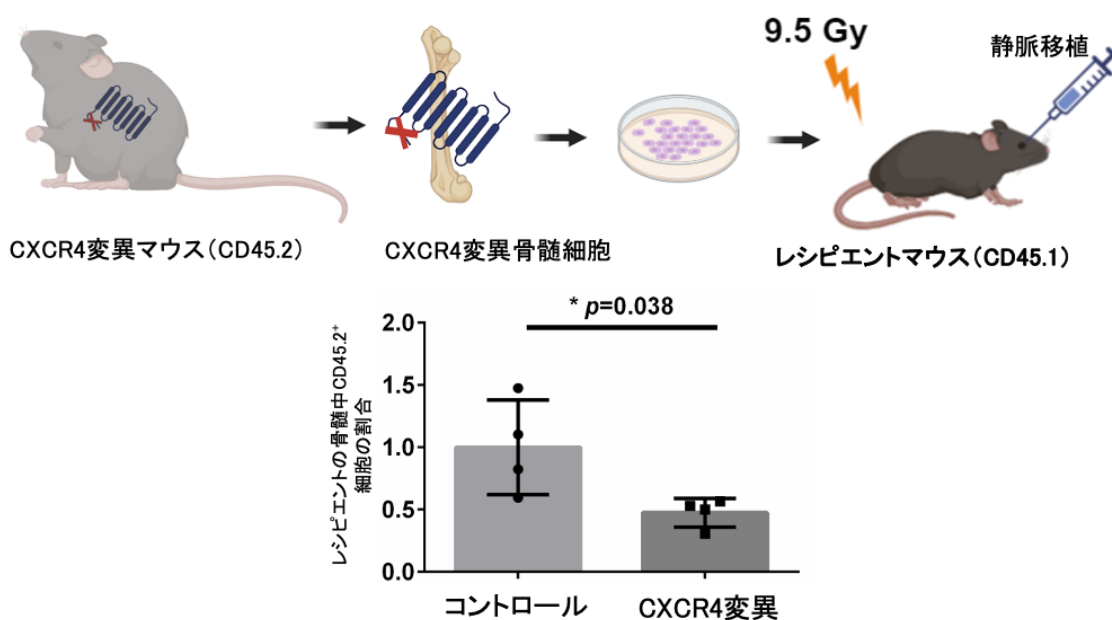 9.5 Gy
静脈移植
CXCR4変異マウス(CD45.2)
CXCR4変異骨髄細胞
レシピエントマウス(CD45.1)
* p=0.038
レシピエントの骨髄中CD45.2⁺
細胞の割合
2.0
1.5
1.0
0.5
0.0
コントロール
CXCR4変異